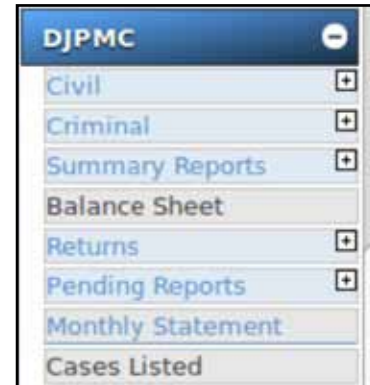 DJPMC
Civil
Criminal
Summary Reports
Balance Sheet
Returns
Pending Reports
Monthly Statement
Cases Listed